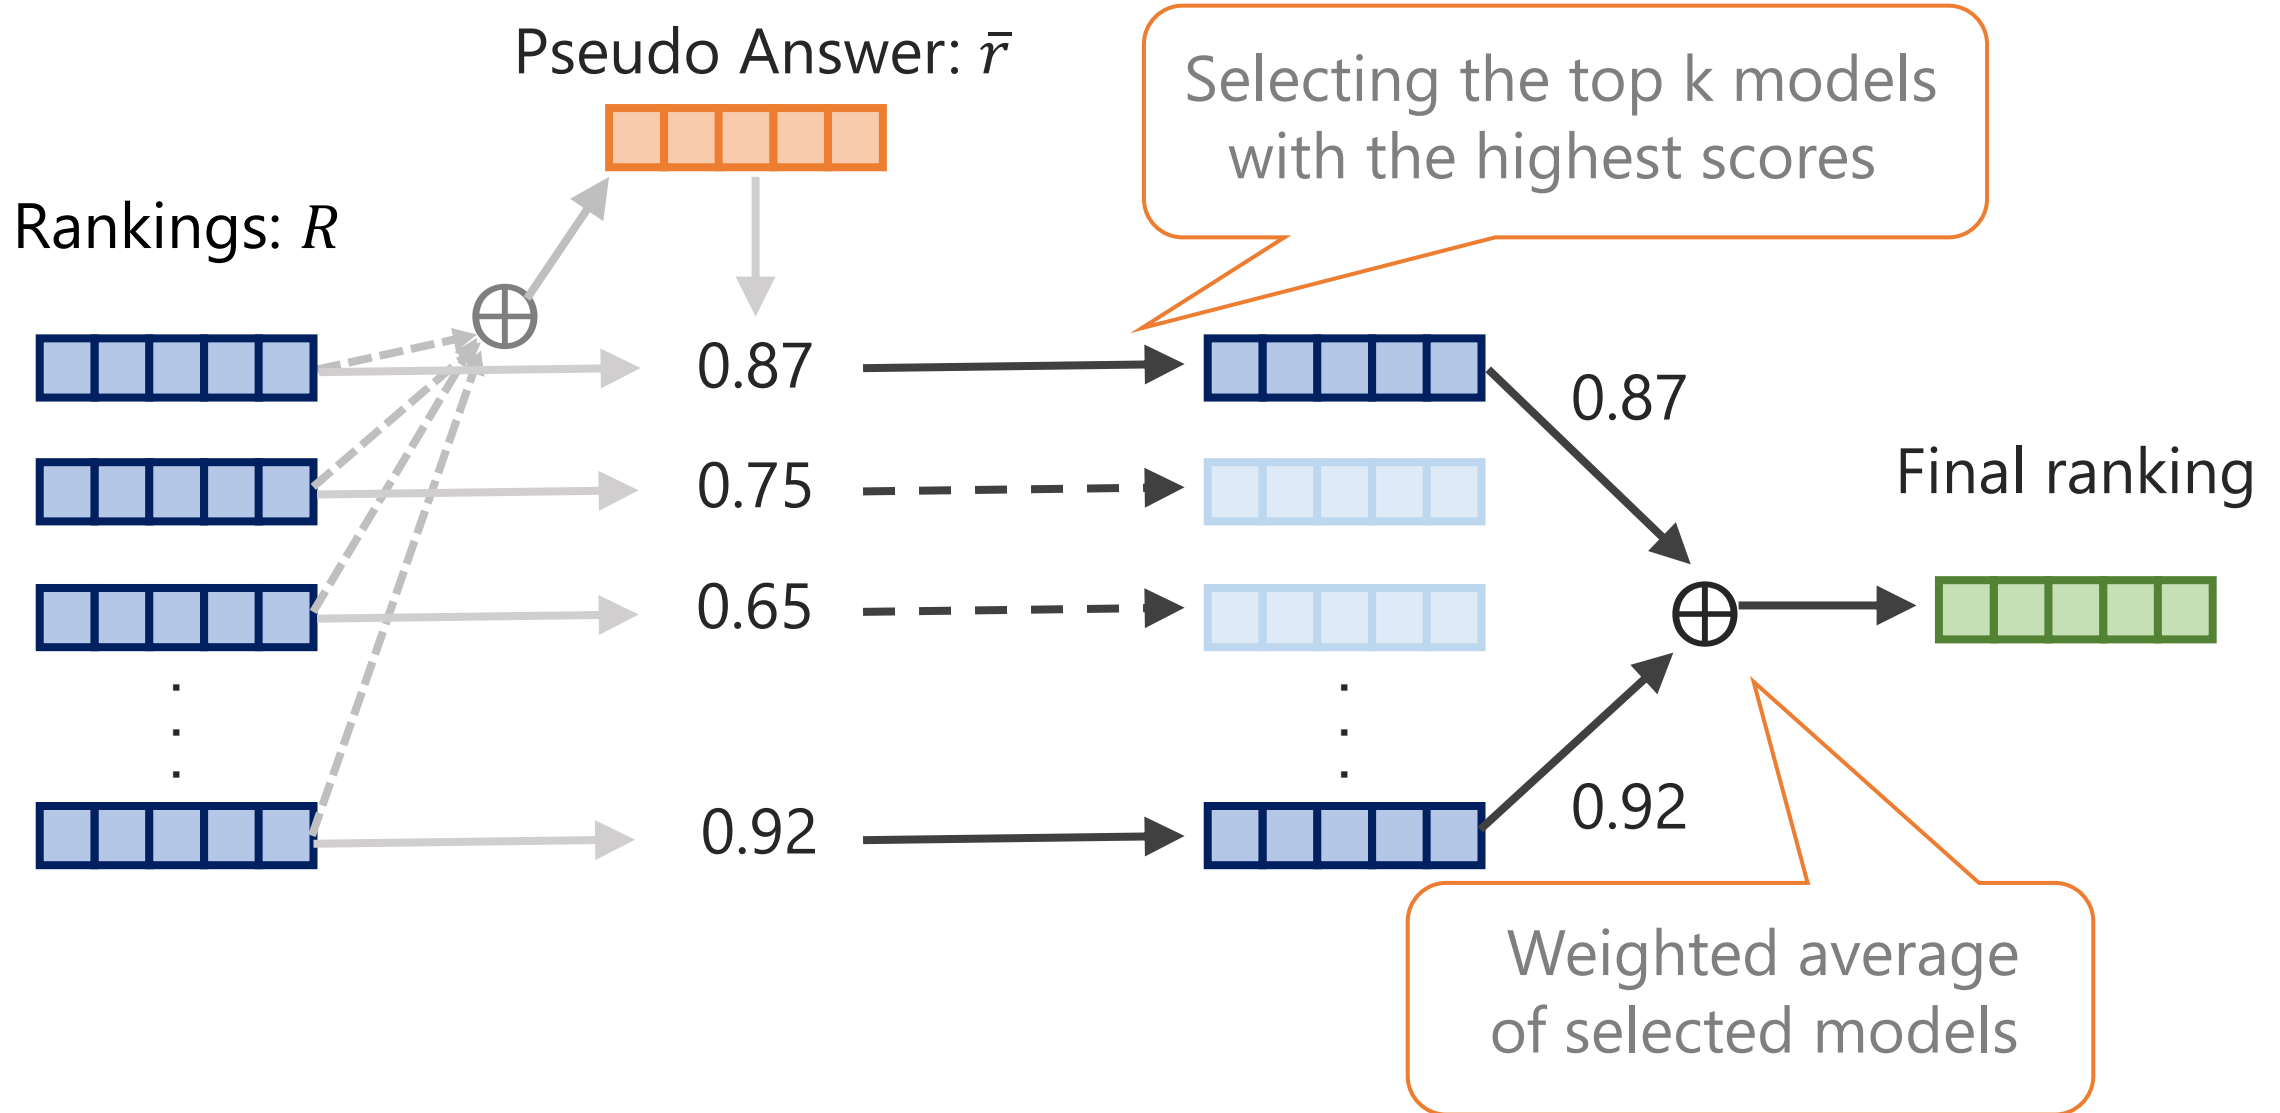 Pseudo Answer: r̄
Selecting the top k models
with the highest scores
Rankings: R
0.87
0.87
0.75
Final ranking
0.65
.
.
.
.
.
.
0.92
0.92
Weighted average
of selected models